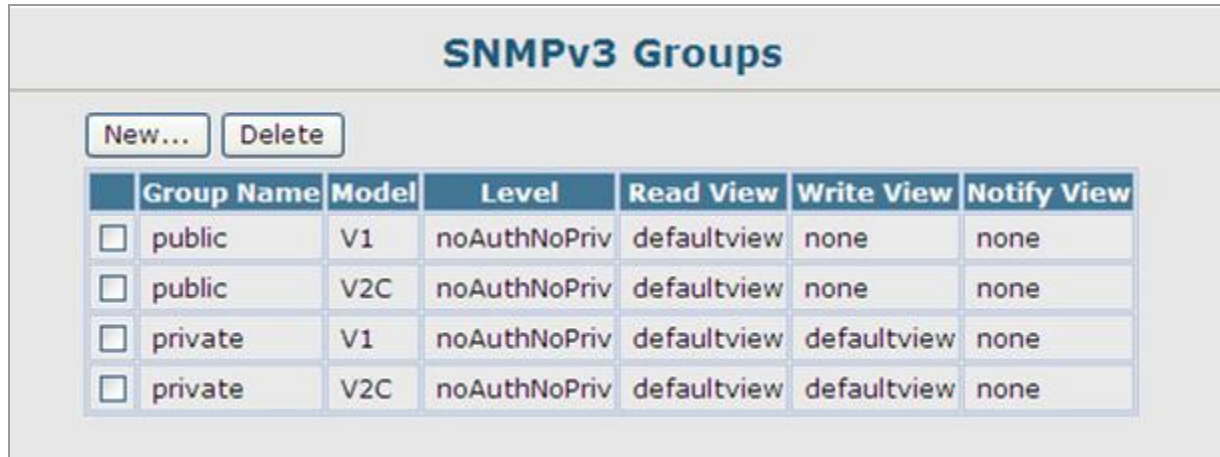 SNMPv3 Groups
New... Delete
Group Name Model Level Read View Write View Notify View
public V1 noAuthNoPriv defaultview none none
public V2C noAuthNoPriv defaultview none none
private V1 noAuthNoPriv defaultview defaultview none
private V2C noAuthNoPriv defaultview defaultview none